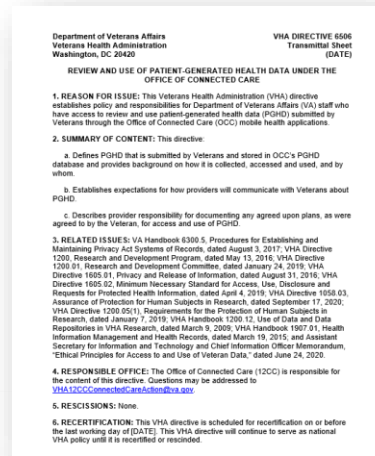 Department of Veterans Affairs VHA DIRECTIVE 6506
Veterans Health Administration Transmittal Sheet
Washington, DC 20420 (DATE)
REVIEW AND USE OF PATIENT-GENERATED HEALTH DATA UNDER THE
OFFICE OF CONNECTED CARE
1. REASON FOR ISSUE: This Veterans Health Administration (VHA) directive
establishes policy and responsibilities for Department of Veterans Affairs (VA) staff who
have access to review and use patient-generated health data (PGHD) submitted by
Veterans through the Office of Connected Care (OCC) mobile health applications.
2. SUMMARY OF CONTENT: This directive:
a. Defines PGHD that is submitted by Veterans and stored in OCC's PGHD
database and provides background on how it is collected, accessed and used, and by
whom.
b. Establishes expectations for how providers will communicate with Veterans about
PGHD.
c. Describes provider responsibility for documenting any agreed upon plans, as were
agreed to by the Veteran, for access and use of PGHD.
3. RELATED ISSUES: VA Handbook 6300.5, Procedures for Establishing and
Maintaining Privacy Act Systems of Records, dated August 3, 2017; VHA Directive
1200, Research and Development Program, dated May 13, 2016; VHA Directive
1200.01, Research and Development Committee, dated January 24, 2019; VHA
Directive 1605.01, Privacy and Release of Information, dated August 31, 2016; VHA
Directive 1605.02, Minimum Necessary Standard for Access, Use, Disclosure and
Requests for Protected Health Information, dated April 4, 2019; VHA Directive 1058.03,
Assurance of Protection for Human Subjects in Research, dated September 17, 2020;
VHA Directive 1200.05(1), Requirements for the Protection of Human Subjects in
Research, dated January 7, 2019; VHA Handbook 1200.12, Use of Data and Data
Repositories in VHA Research, dated March 9, 2009; VHA Handbook 1907.01, Health
Information Management and Health Records, dated March 19, 2015; and Assistant
Secretary for Information and Technology and Chief Information Officer Memorandum,
"Ethical Principles for Access to and Use of Veteran Data," dated June 24, 2020.
4. RESPONSIBLE OFFICE: The Office of Connected Care (12CC) is responsible for
the content of this directive. Questions may be addressed to
VHA12CCConnectedCareAction@va.gov.
5. RESCISSIONS: None.
6. RECERTIFICATION: This VHA directive is scheduled for recertification on or before
the last working day of [DATE]. This VHA directive will continue to serve as national
VHA policy until it is recertified or rescinded.